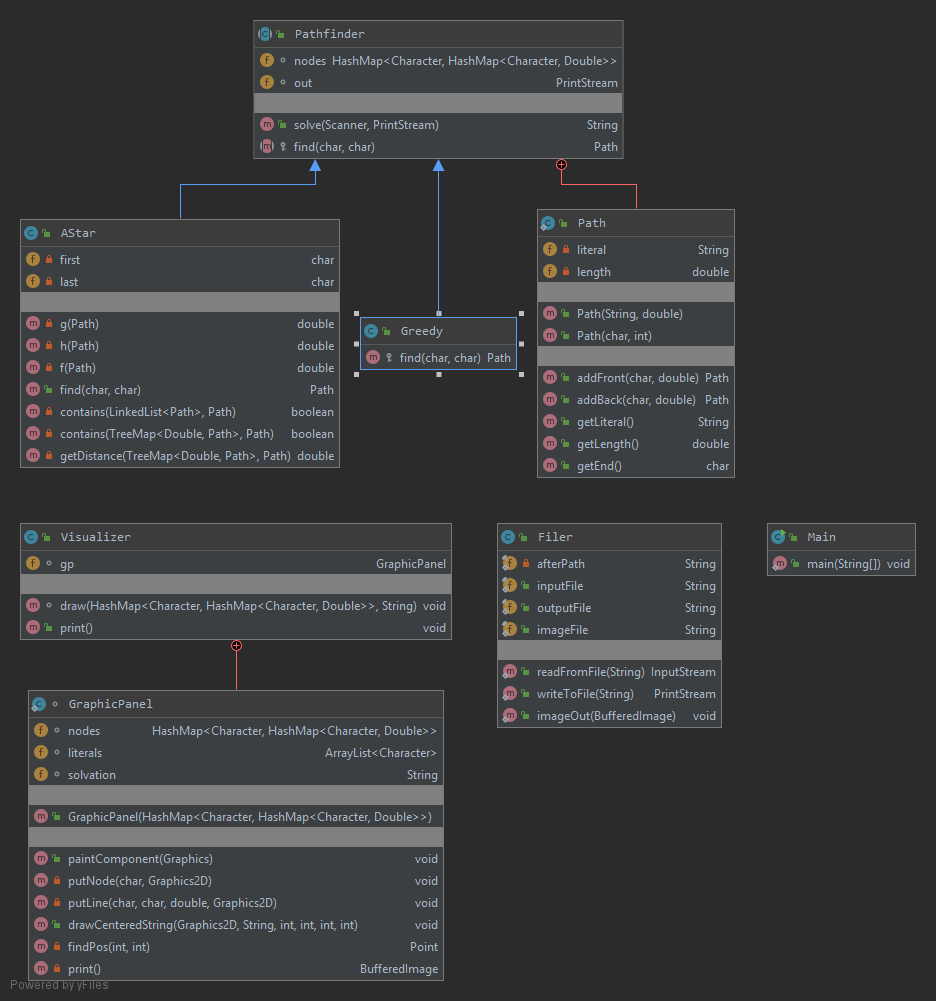 Pathfinder
nodes HashMap<Character, HashMap<Character, Double>>
out PrintStream
solve(Scanner, PrintStream) String
find(char, char) Path
AStar
first char
last char
g(Path) double
h(Path) double
f(Path) double
find(char, char) Path
contains(LinkedList<Path>, Path) boolean
contains(TreeMap<Double, Path>, Path) boolean
getDistance(TreeMap<Double, Path>, Path) double
Greedy
find(char, char) Path
Path
literal String
length double
Path(String, double)
Path(char, int)
addFront(char, double) Path
addBack(char, double) Path
getLiteral() String
getLength() double
getEnd() char
Visualizer
gp GraphicPanel
draw(HashMap<Character, HashMap<Character, Double>>, String) void
print() void
Filer
afterPath String
inputFile String
outputFile String
imageFile String
readFromFile(String) InputStream
writeToFile(String) PrintStream
imageOut(BufferedImage) void
Main
main(String[]) void
GraphicPanel
nodes HashMap<Character, HashMap<Character, Double>>
literals ArrayList<Character>
solvation String
GraphicPanel(HashMap<Character, HashMap<Character, Double>>)
paintComponent(Graphics) void
putNode(char, Graphics2D) void
putLine(char, char, double, Graphics2D) void
drawCenteredString(Graphics2D, String, int, int, int, int) void
findPos(int, int) Point
print() BufferedImage
Powered by yFiles